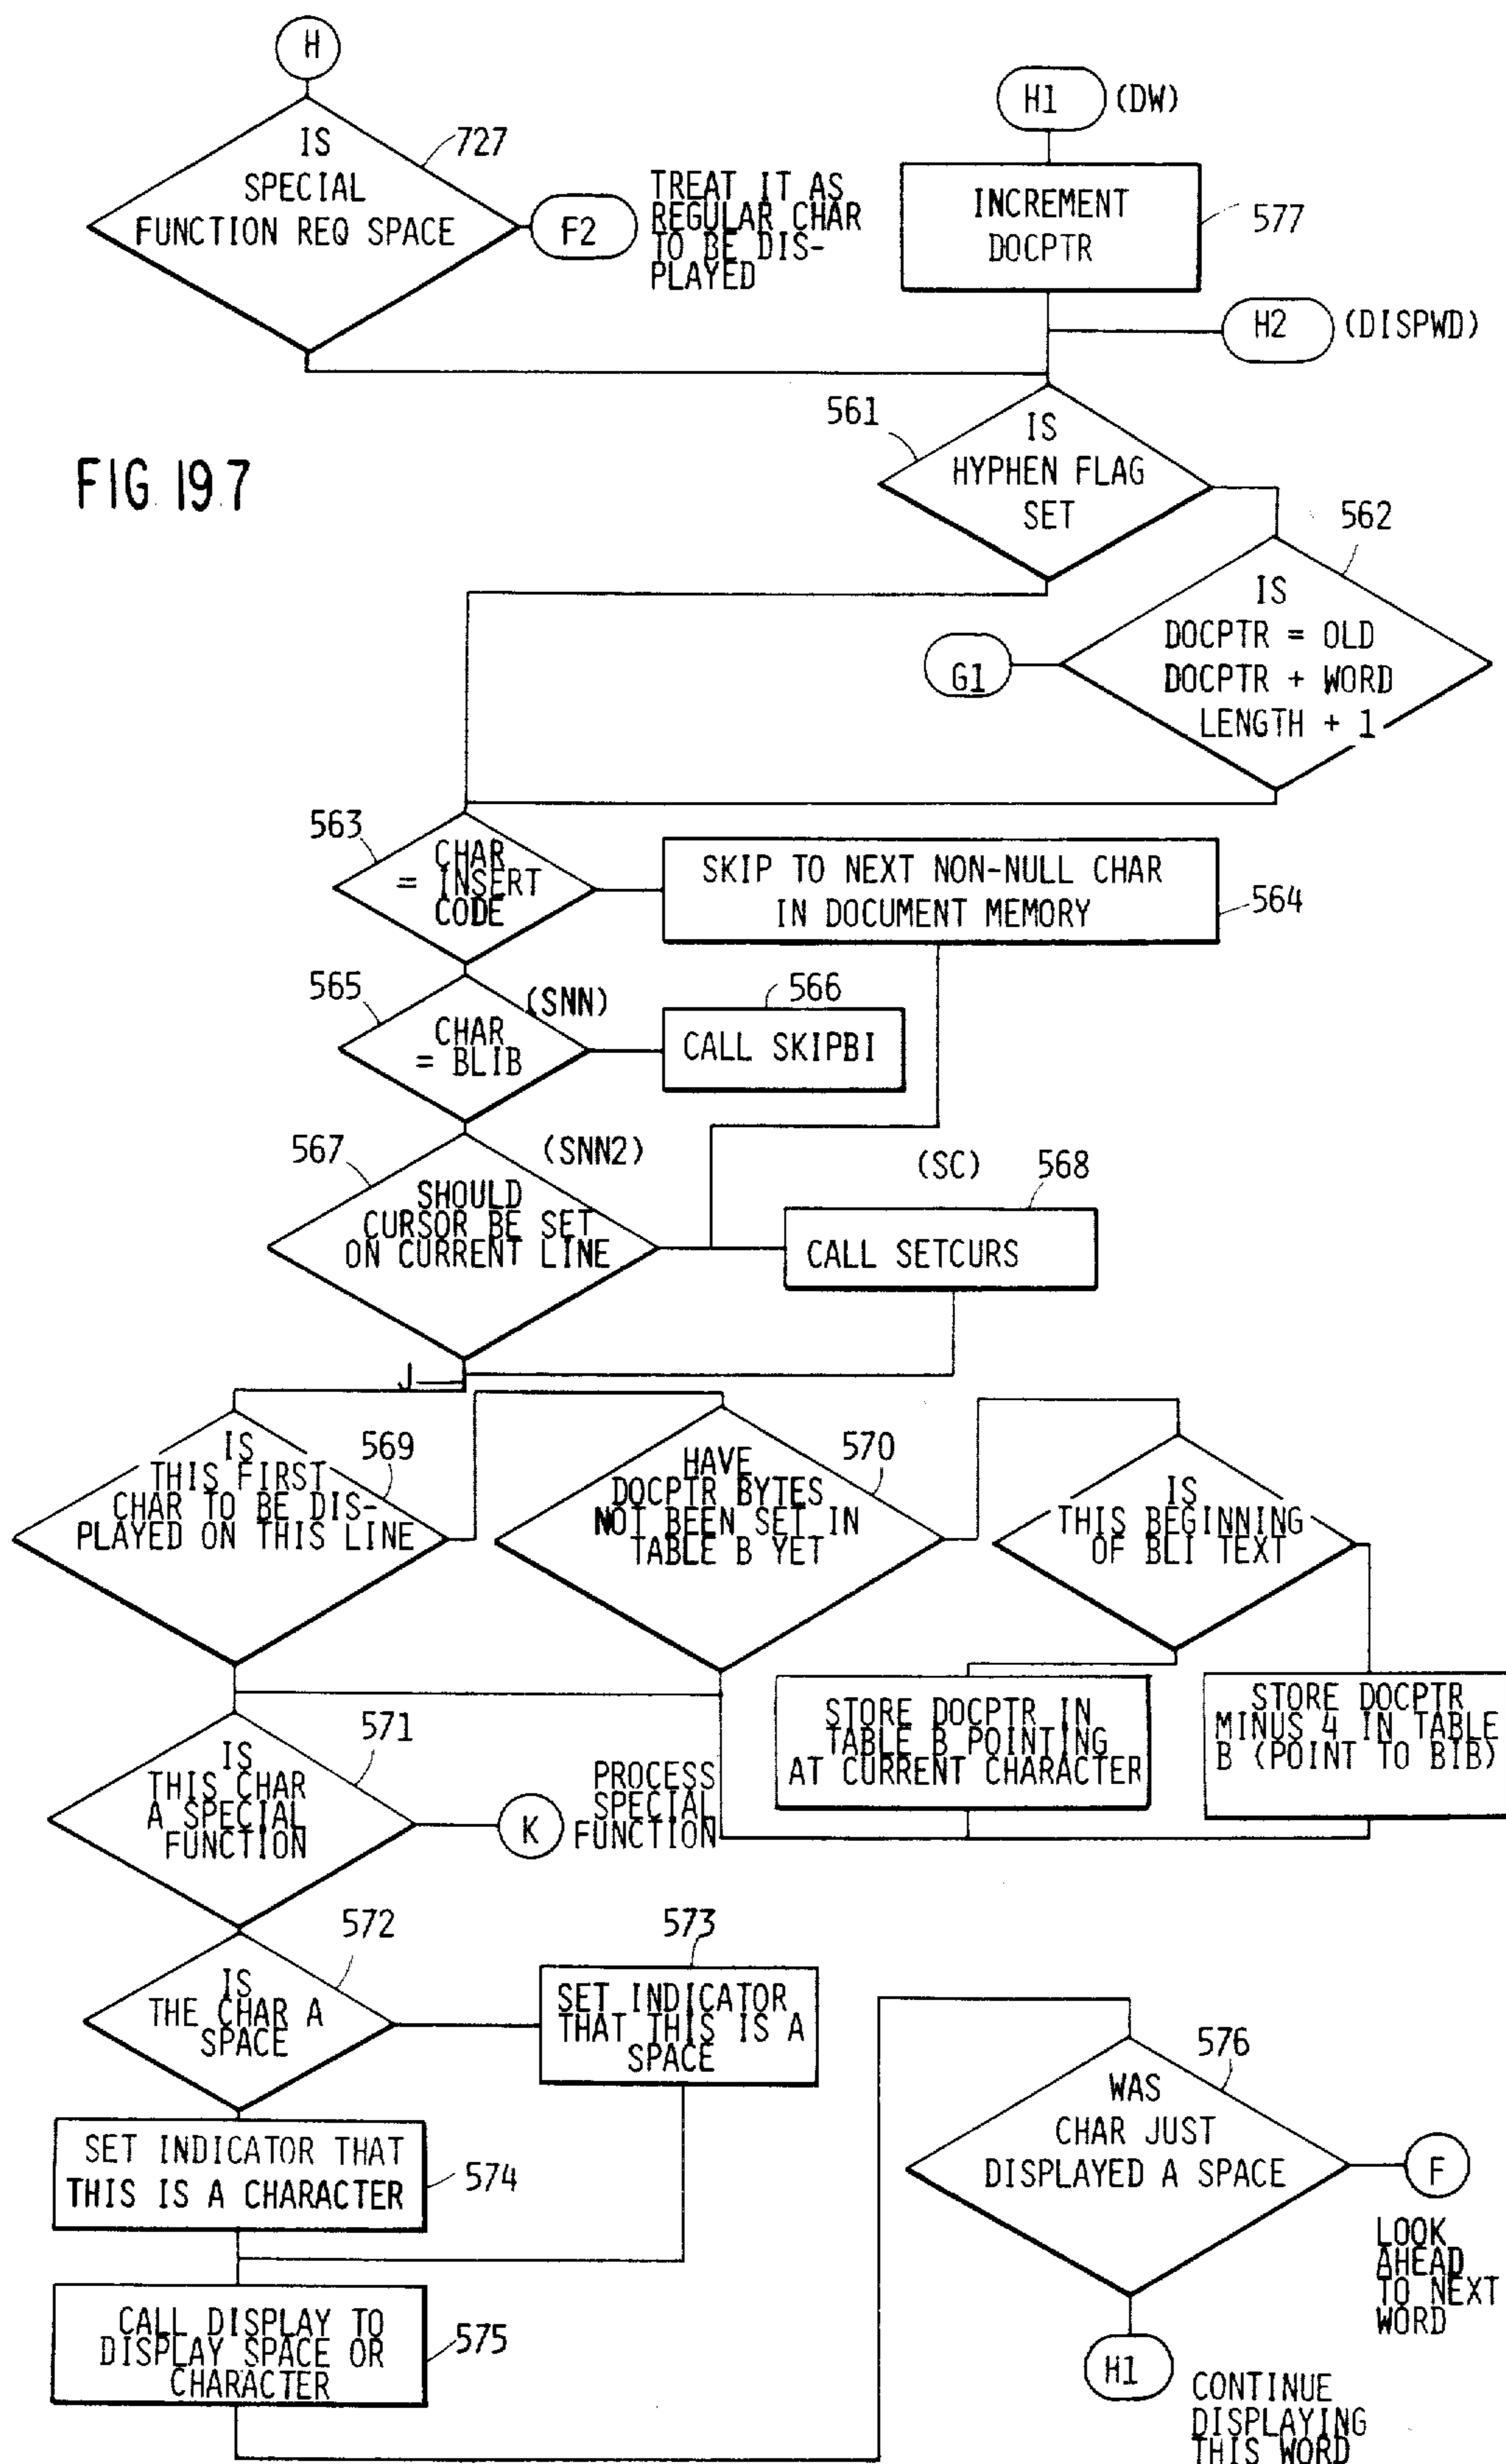 H
IS
SPECIAL
FUNCTION REQ SPACE
727
F2
TREAT IT AS
REGULAR CHAR
TO BE DIS-
PLAYED
H1
(DW)
INCREMENT
DOCPTR
577
H2
(DISPWD)
FIG 19.7
561
IS
HYPHEN FLAG
SET
562
IS
DOCPTR = OLD
DOCPTR + WORD
LENGTH + 1
G1
563
CHAR
= INSERT
CODE
SKIP TO NEXT NON-NULL CHAR
IN DOCUMENT MEMORY
564
565
(SNN)
CHAR
= BLIB
566
CALL SKIPBI
567
(SNN2)
SHOULD
CURSOR BE SET
ON CURRENT LINE
(SC)
568
CALL SETCURS
J
IS
THIS FIRST
CHAR TO BE DIS-
PLAYED ON THIS LINE
569
HAVE
DOCPTR BYTES
NOT BEEN SET IN
TABLE B YET
570
IS
THIS BEGINNING
OF BLI TEXT
STORE DOCPTR IN
TABLE B POINTING
AT CURRENT CHARACTER
STORE DOCPTR
MINUS 4 IN TABLE
B (POINT TO BIB)
571
IS
THIS CHAR
A SPECIAL
FUNCTION
K
PROCESS
SPECIAL
FUNCTION
572
IS
THE CHAR A
SPACE
573
SET INDICATOR
THAT THIS IS A
SPACE
SET INDICATOR THAT
THIS IS A CHARACTER
574
CALL DISPLAY TO
DISPLAY SPACE OR
CHARACTER
575
576
WAS
CHAR JUST
DISPLAYED A SPACE
F
LOOK
AHEAD
TO NEXT
WORD
H1
CONTINUE
DISPLAYING
THIS WORD